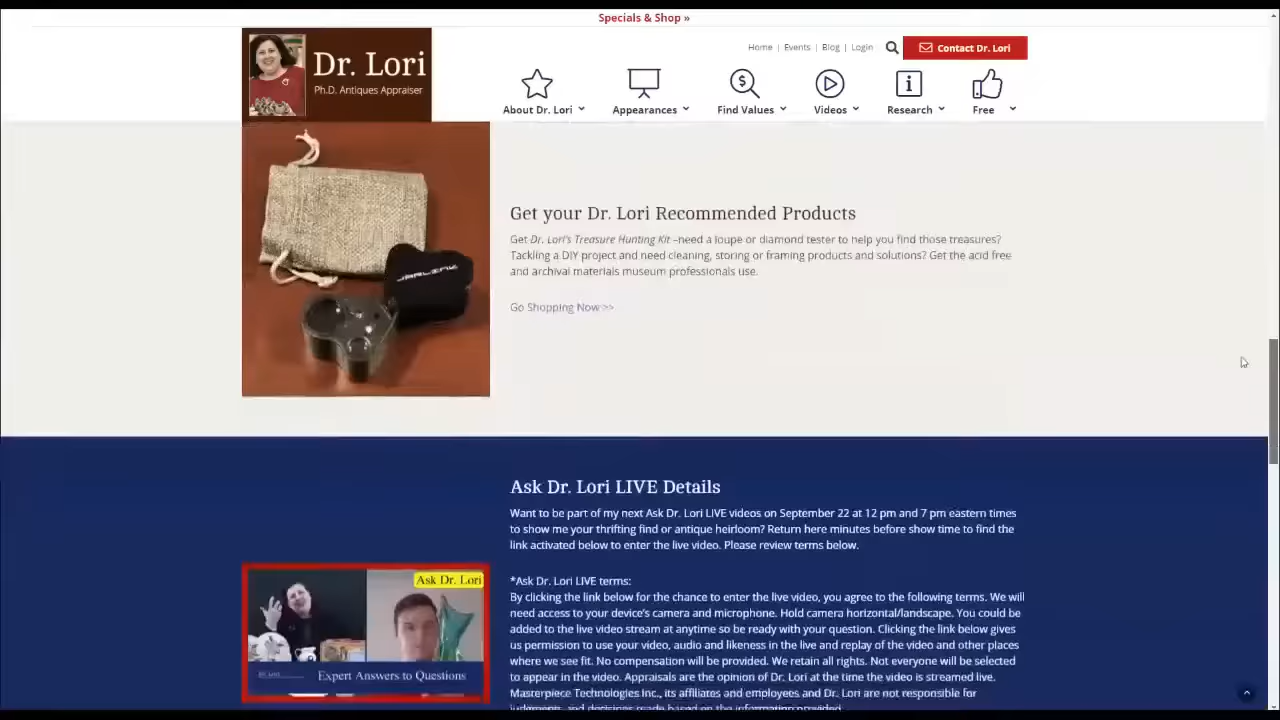 Specials & Shop »
Dr. Lori
Ph.D. Antiques Appraiser
Home | Events | Blog | Login
Contact Dr. Lori
About Dr. Lori
Appearances
Find Values
Videos
Research
Free
Get your Dr. Lori Recommended Products
Get Dr. Lori's Treasure Hunting Kit –need a loupe or diamond tester to help you find those treasures?
Tackling a DIY project and need cleaning, storing or framing products and solutions? Get the acid free
and archival materials museum professionals use.
Go Shopping Now >>
JARLINK
Ask Dr. Lori LIVE Details
Want to be part of my next Ask Dr. Lori LIVE videos on September 22 at 12 pm and 7 pm eastern times
to show me your thrifting find or antique heirloom? Return here minutes before show time to find the
link activated below to enter the live video. Please review terms below.
*Ask Dr. Lori LIVE terms:
By clicking the link below for the chance to enter the live video, you agree to the following terms. We will
need access to your device's camera and microphone. Hold camera horizontal/landscape. You could be
added to the live video stream at anytime so be ready with your question. Clicking the link below gives
us permission to use your video, audio and likeness in the live and replay of the video and other places
where we see fit. No compensation will be provided. We retain all rights. Not everyone will be selected
to appear in the video. Appraisals are the opinion of Dr. Lori at the time the video is streamed live.
Masterpiece Technologies Inc., its affiliates and employees and Dr. Lori are not responsible for
judgments, and decisions made based on the information provided.
Ask Dr. Lori
Expert Answers to Questions